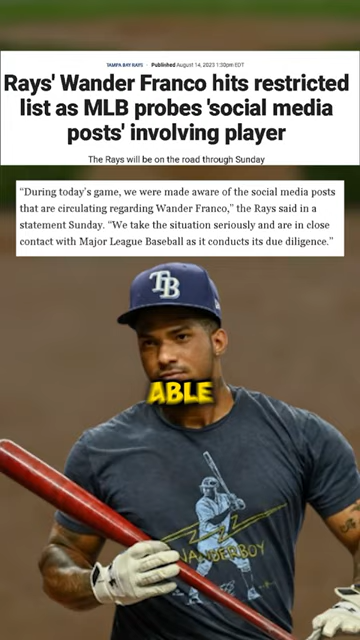 TAMPA BAY RAYS · Published August 14, 2023 1:30pm EDT
Rays' Wander Franco hits restricted
list as MLB probes 'social media
posts' involving player
The Rays will be on the road through Sunday
“During today’s game, we were made aware of the social media posts
that are circulating regarding Wander Franco,” the Rays said in a
statement Sunday. “We take the situation seriously and are in close
contact with Major League Baseball as it conducts its due diligence.”
TB
ABLE
WANDERBOY